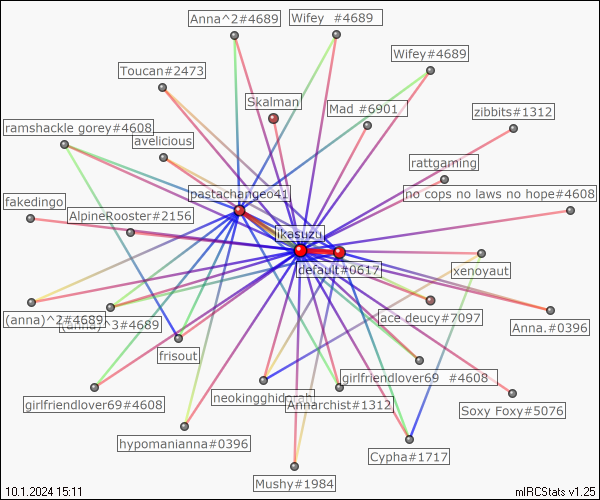 Anna^2#4689
Wifey  #4689
Wifey#4689
Toucan#2473
Skalman
Mad #6901
zibbits#1312
ramshackle gorey#4608
avelicious
rattgaming
pastachangeo41
no cops no laws no hope#4608
fakedingo
AlpineRooster#2156
ikasuzu
default#0617
xenoyaut
(anna)^2#4689
(anna)^3#4689
ace deucy#7097
Anna.#0396
frisout
girlfriendlover69  #4608
girlfriendlover69#4608
neokingghidorah
Annarchist#1312
Soxy Foxy#5076
hypomanianna#0396
Cypha#1717
Mushy#1984
10.1.2024 15:11
mIRCStats v1.25